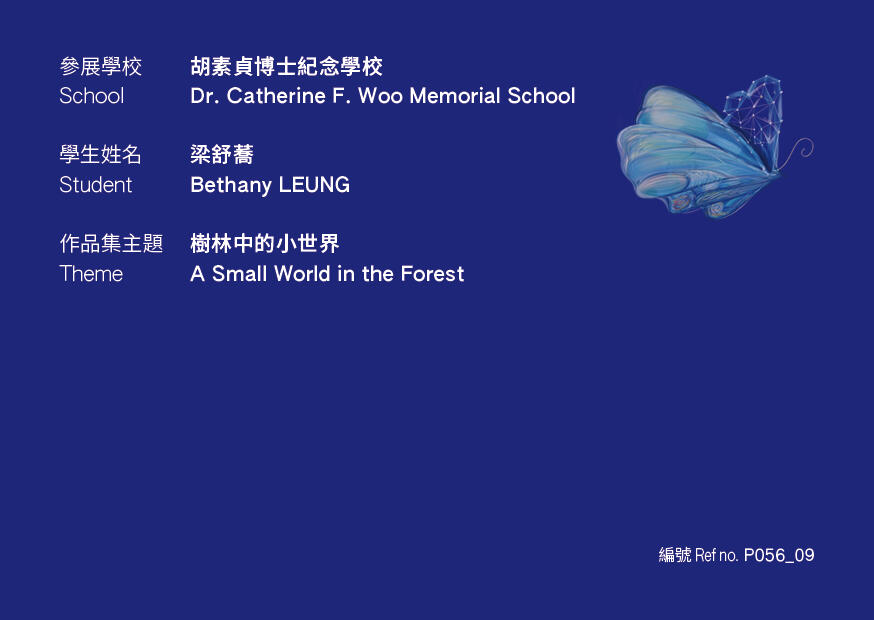 參展學校 胡素貞博士紀念學校
School Dr. Catherine F. Woo Memorial School
學生姓名 梁舒蕎
Student Bethany LEUNG
作品集主題 樹林中的小世界
Theme A Small World in the Forest
編號 Ref no. P056_09